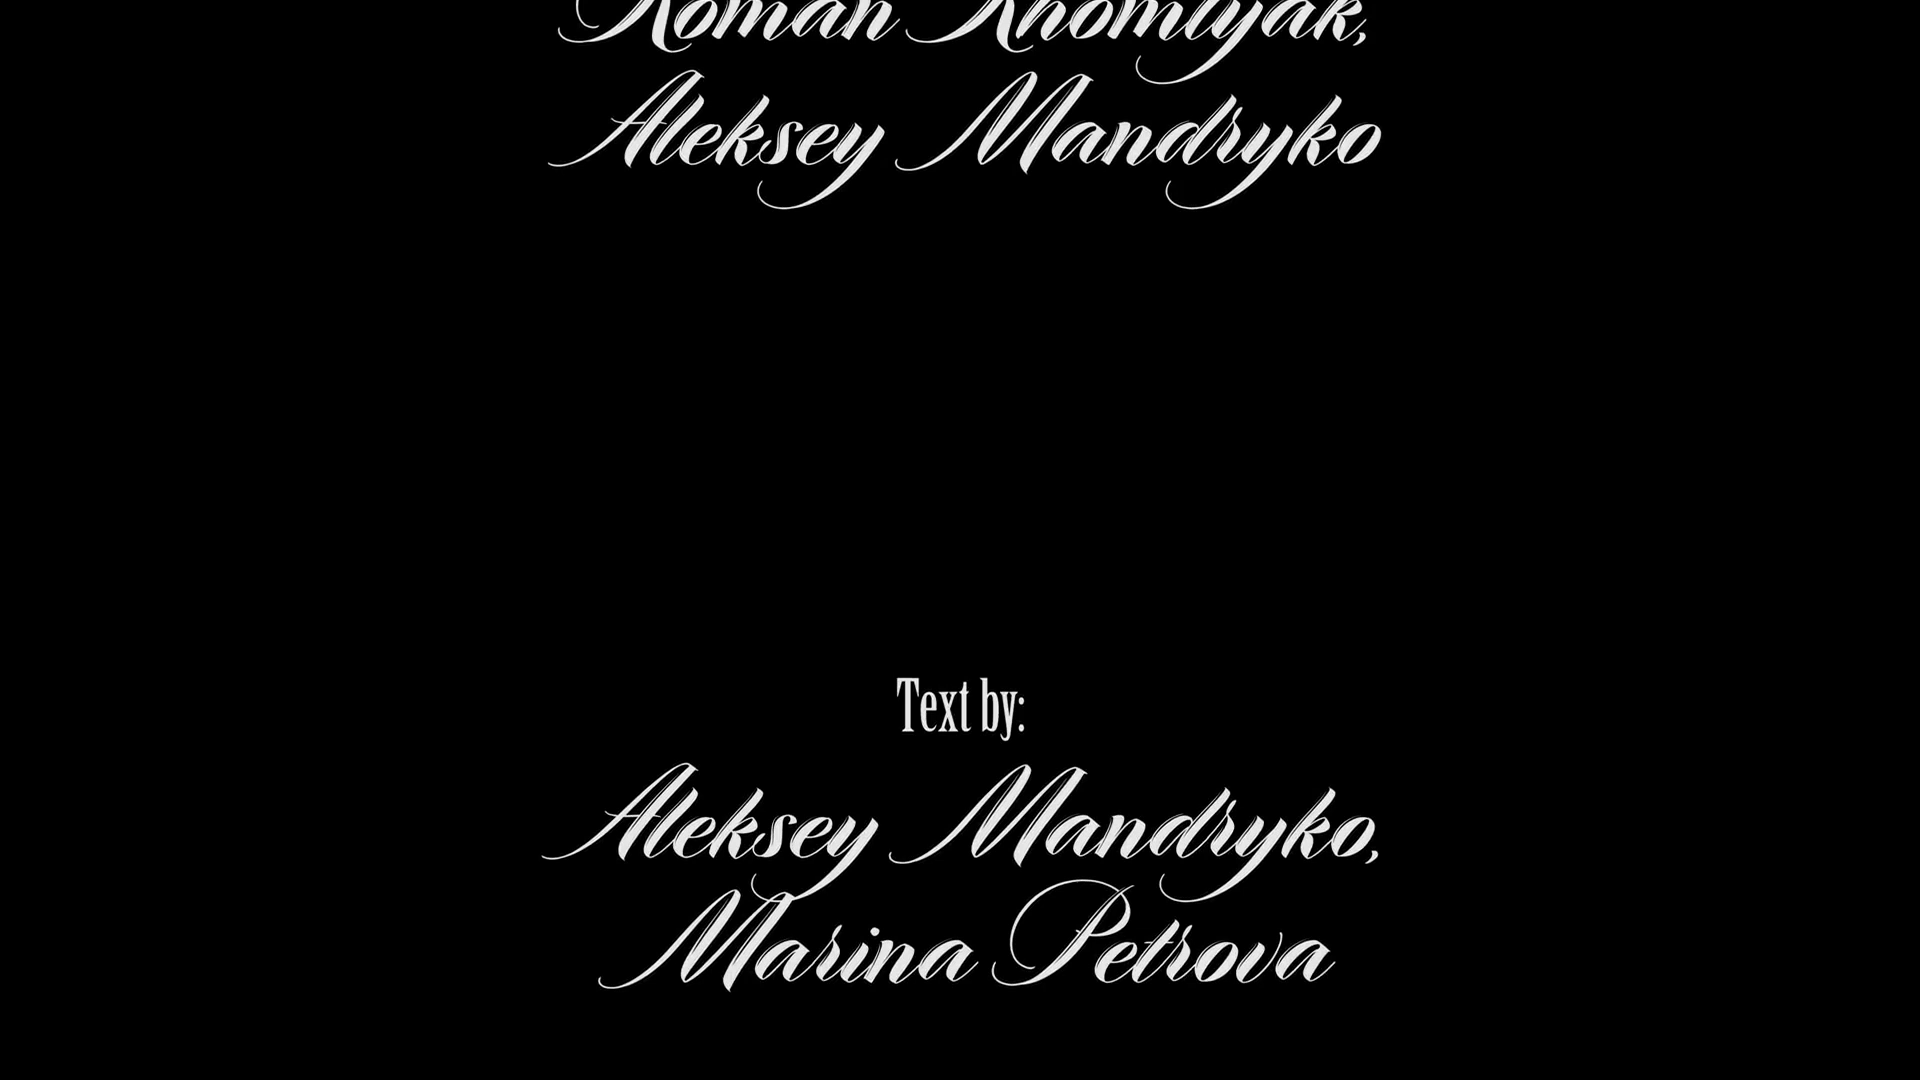 Roman Khomlyak,
Aleksey Mandryko
Text by:
Aleksey Mandryko,
Marina Petrova